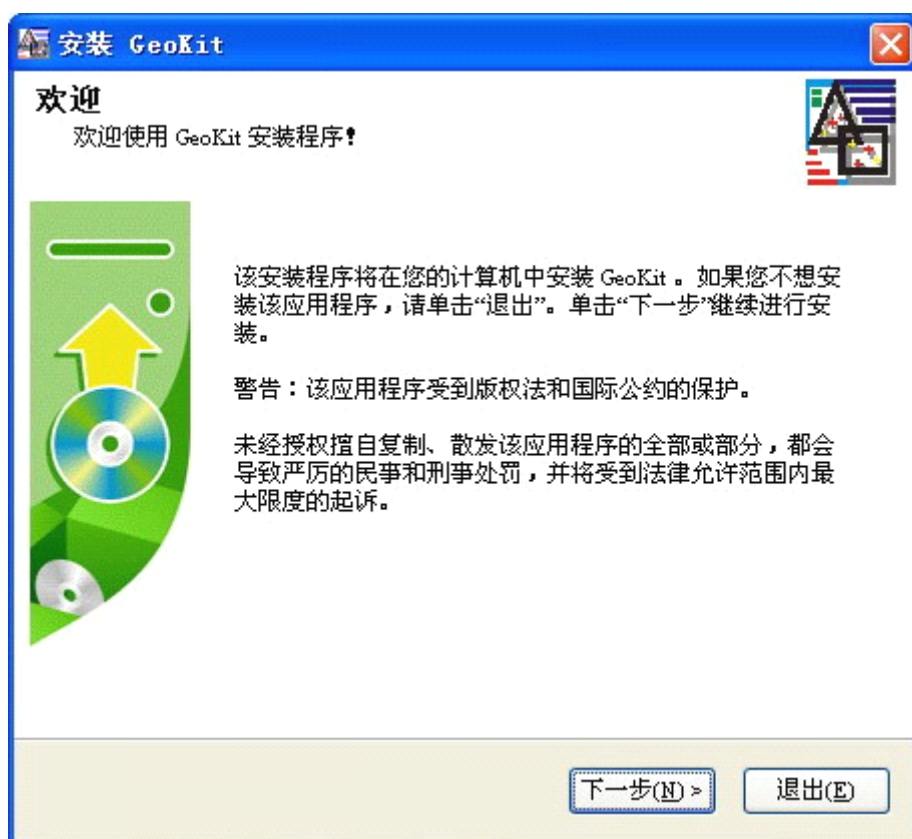 安装 GeoKit
欢迎
欢迎使用 GeoKit 安装程序!
该安装程序将在您的计算机中安装 GeoKit 。如果您不想安
装该应用程序，请单击“退出”。单击“下一步”继续进行安
装。
警告：该应用程序受到版权法和国际公约的保护。
未经授权擅自复制、散发该应用程序的全部或部分，都会
导致严厉的民事和刑事处罚，并将受到法律允许范围内最
大限度的起诉。
下一步(N) >
退出(E)